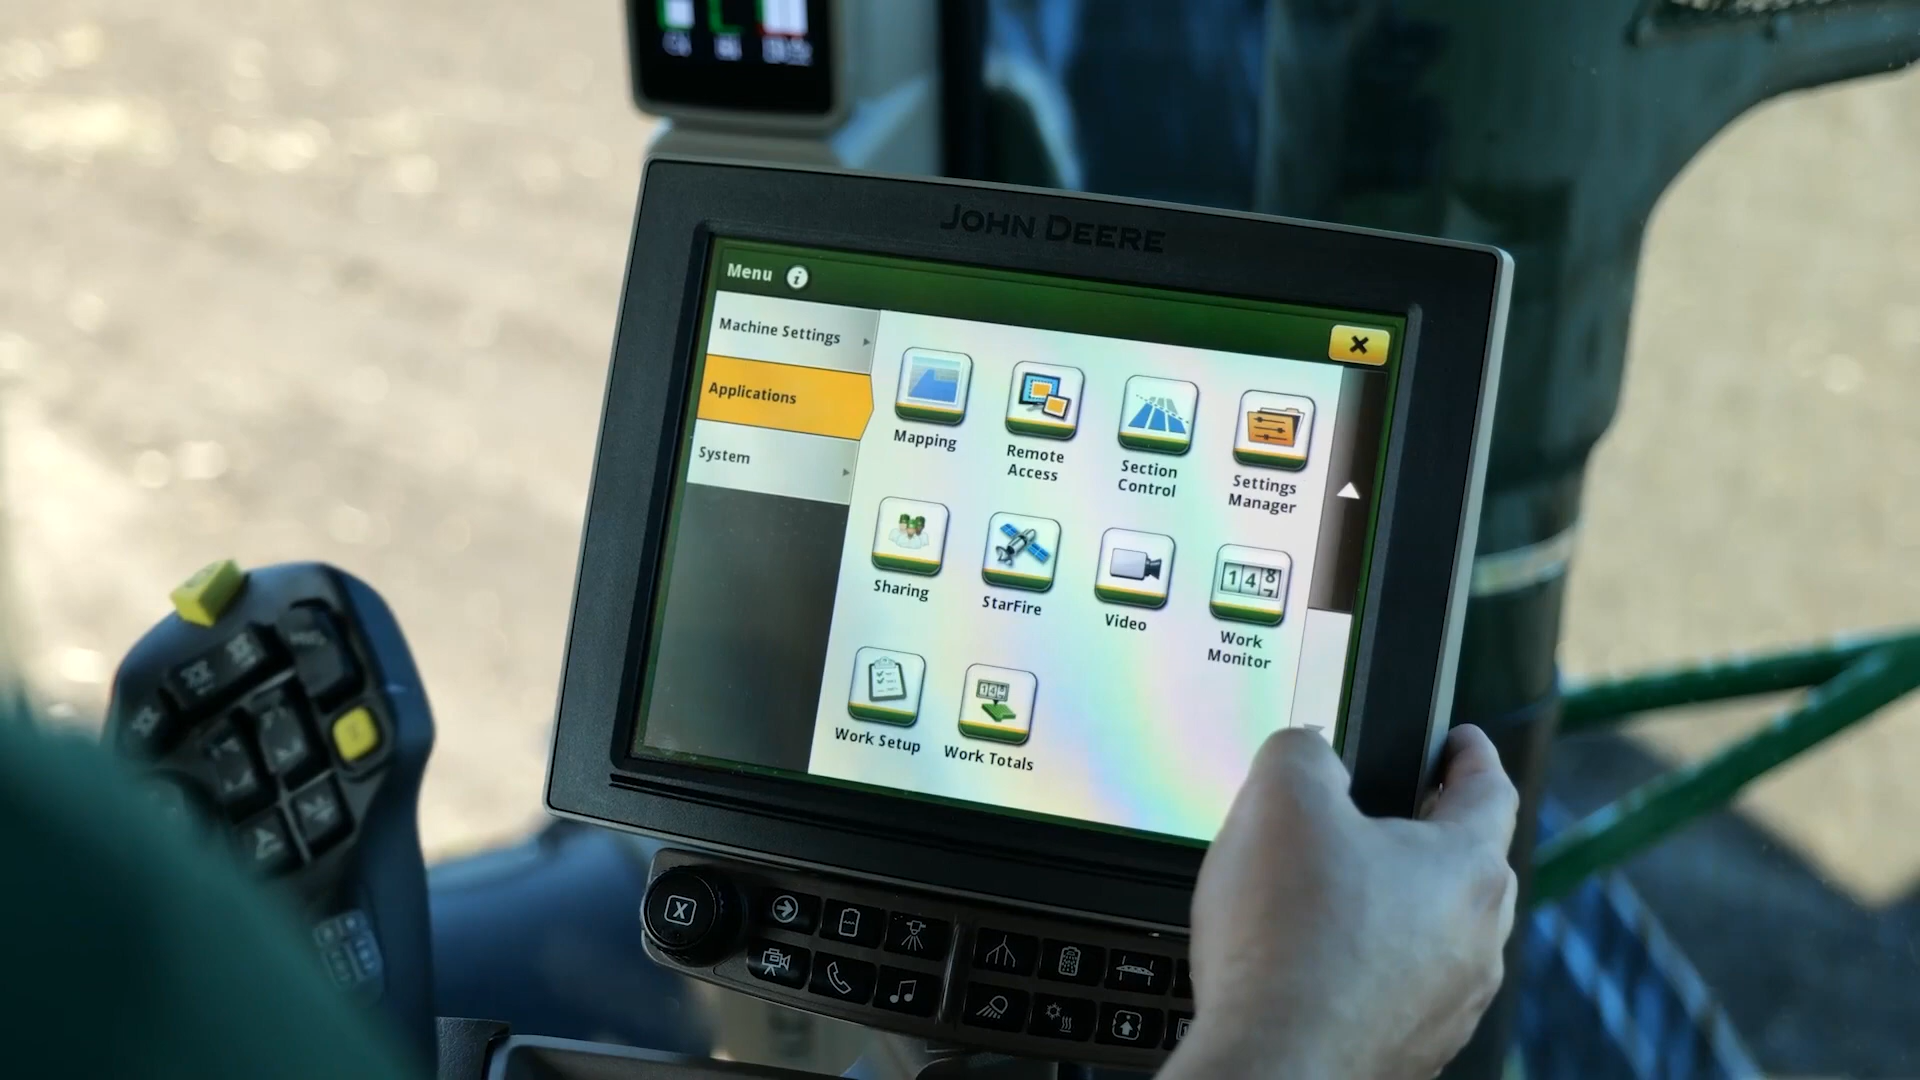 JOHN DEERE
Menu
Machine Settings
Applications
System
Mapping
Remote
Access
Section
Control
Settings
Manager
Sharing
StarFire
Video
Work
Monitor
Work Setup
Work Totals